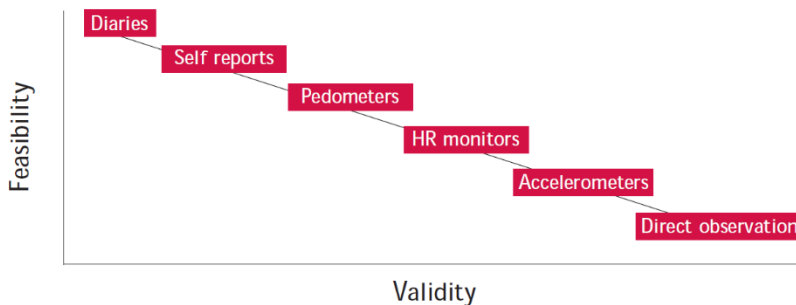 Diaries
Self reports
Pedometers
HR monitors
Accelerometers
Direct observation
Feasibility
Validity